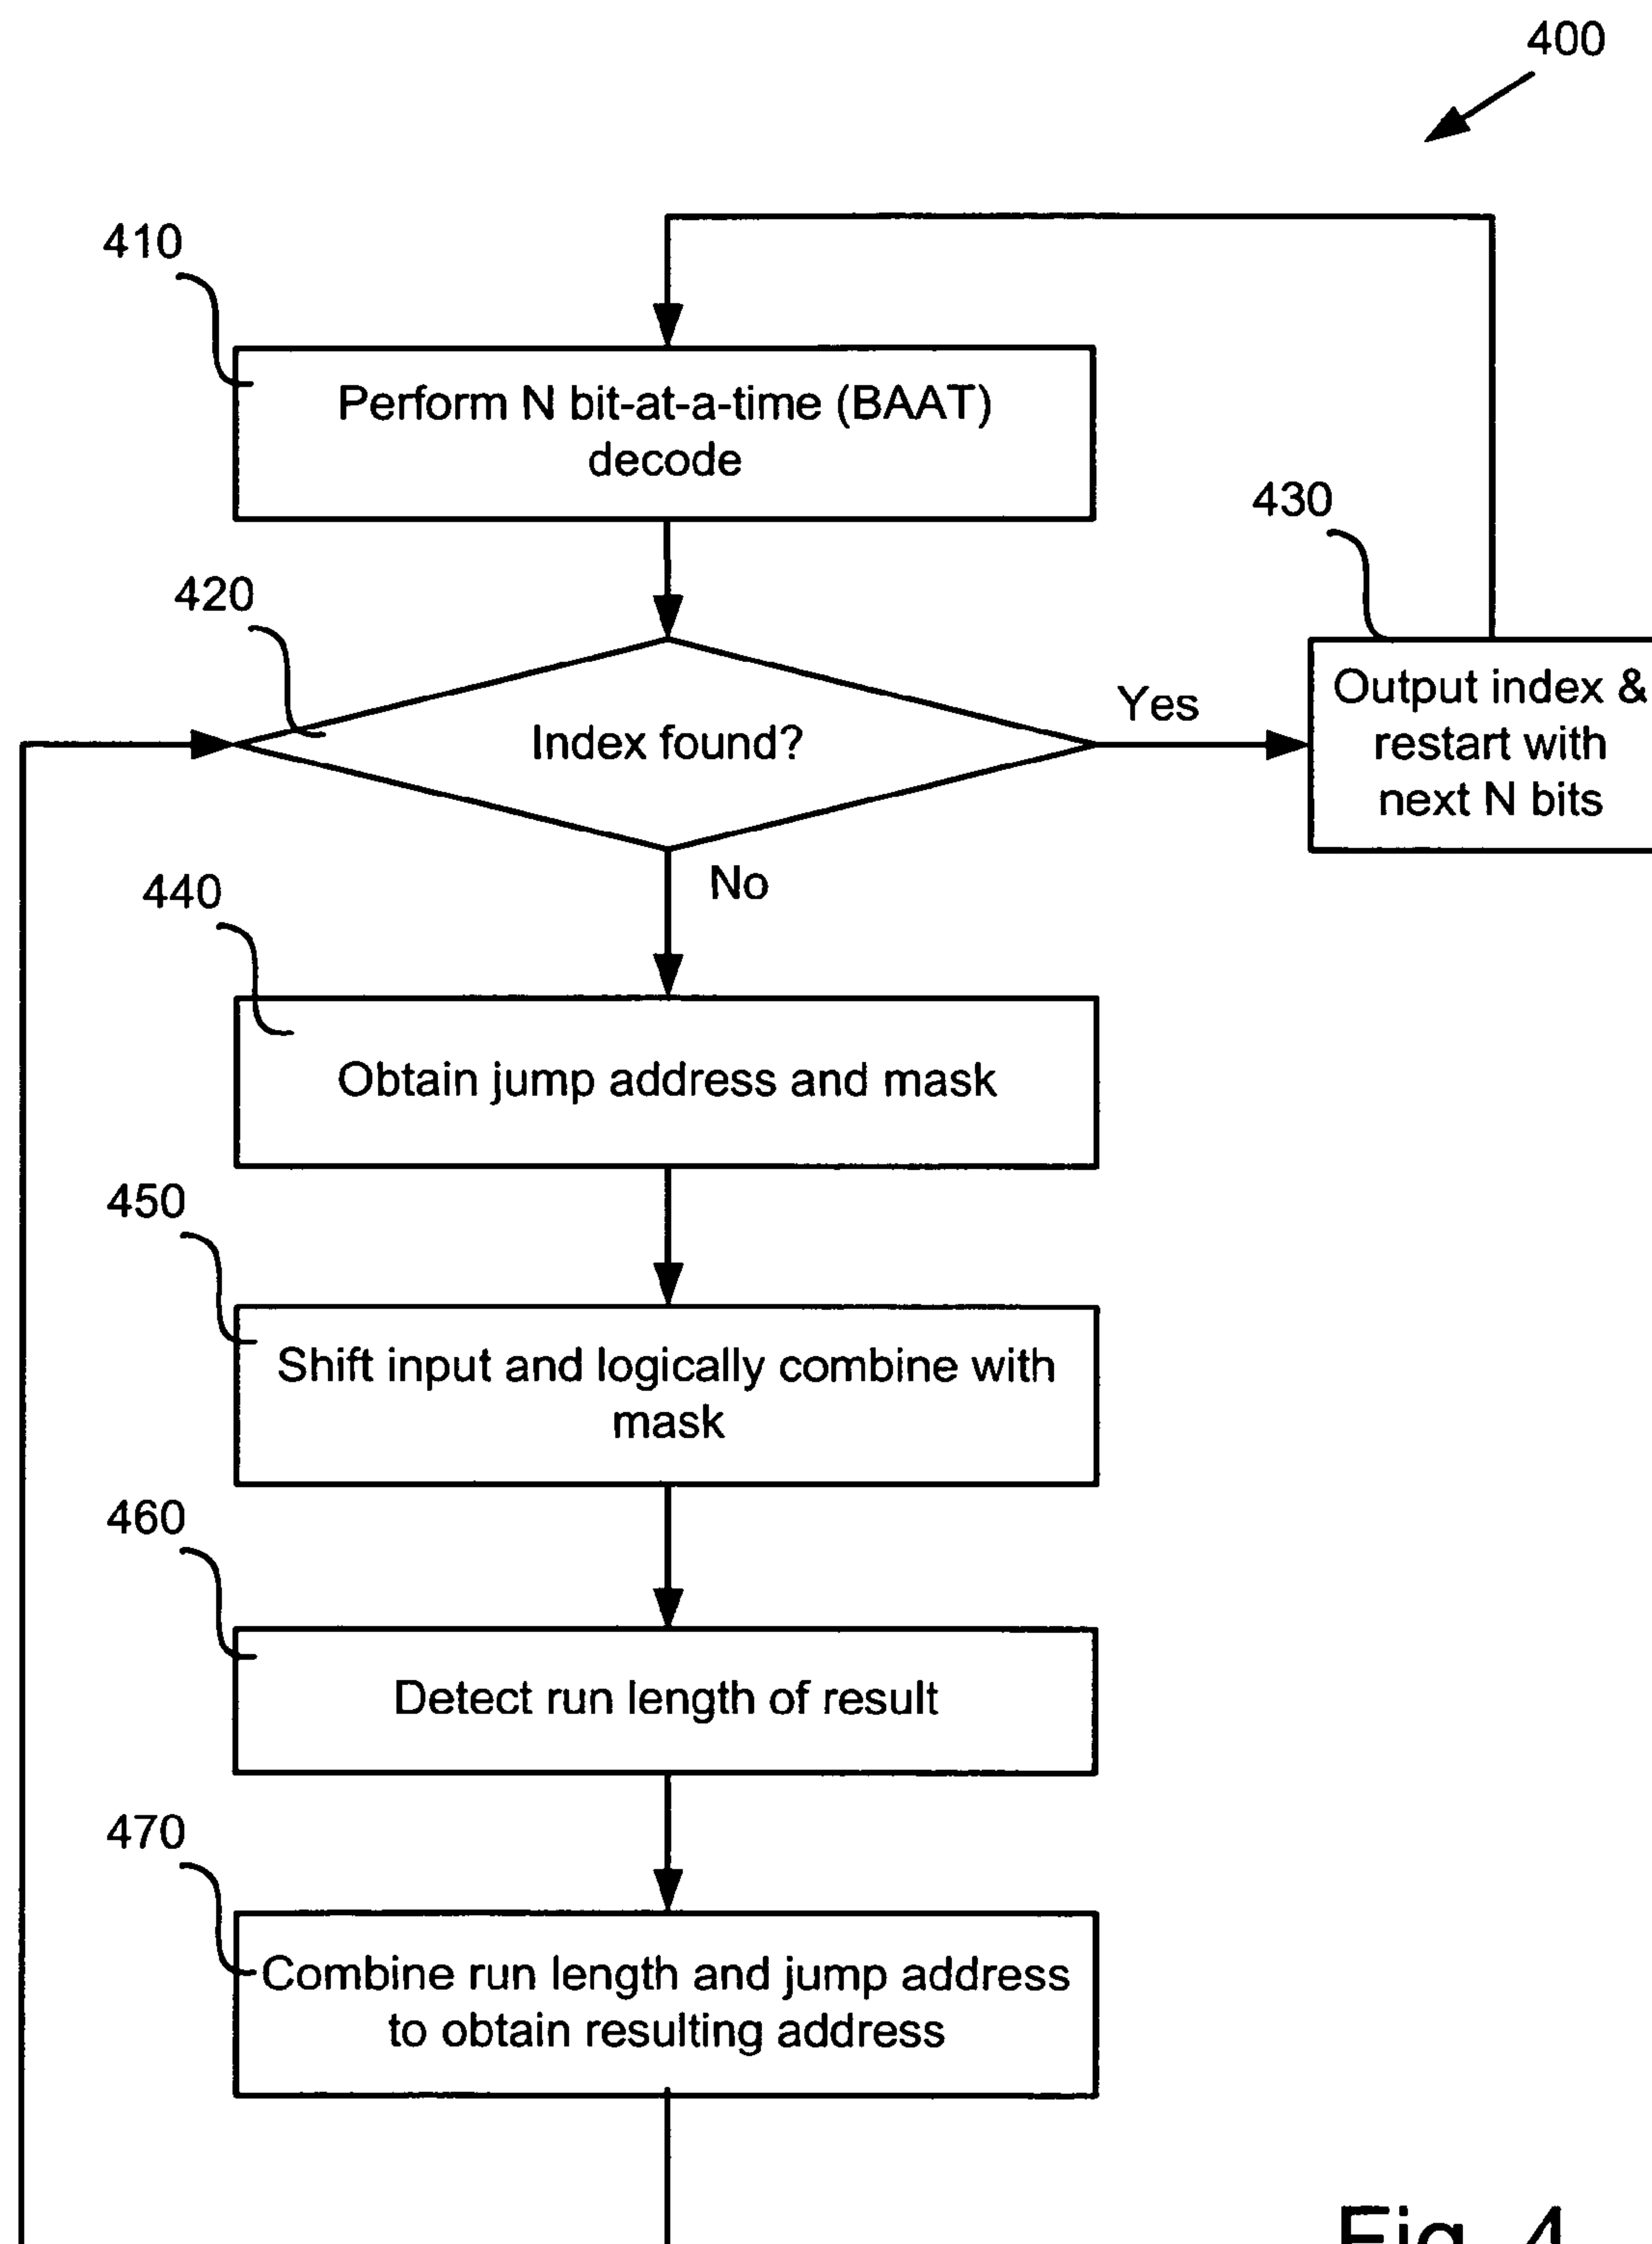 400
410
Perform N bit-at-a-time (BAAT)
decode
430
420
Output index &
restart with
next N bits
Yes
Index found?
No
440
Obtain jump address and mask
450
Shift input and logically combine with
mask
460
Detect run length of result
470
Combine run length and jump address
to obtain resulting address
Fig. 4